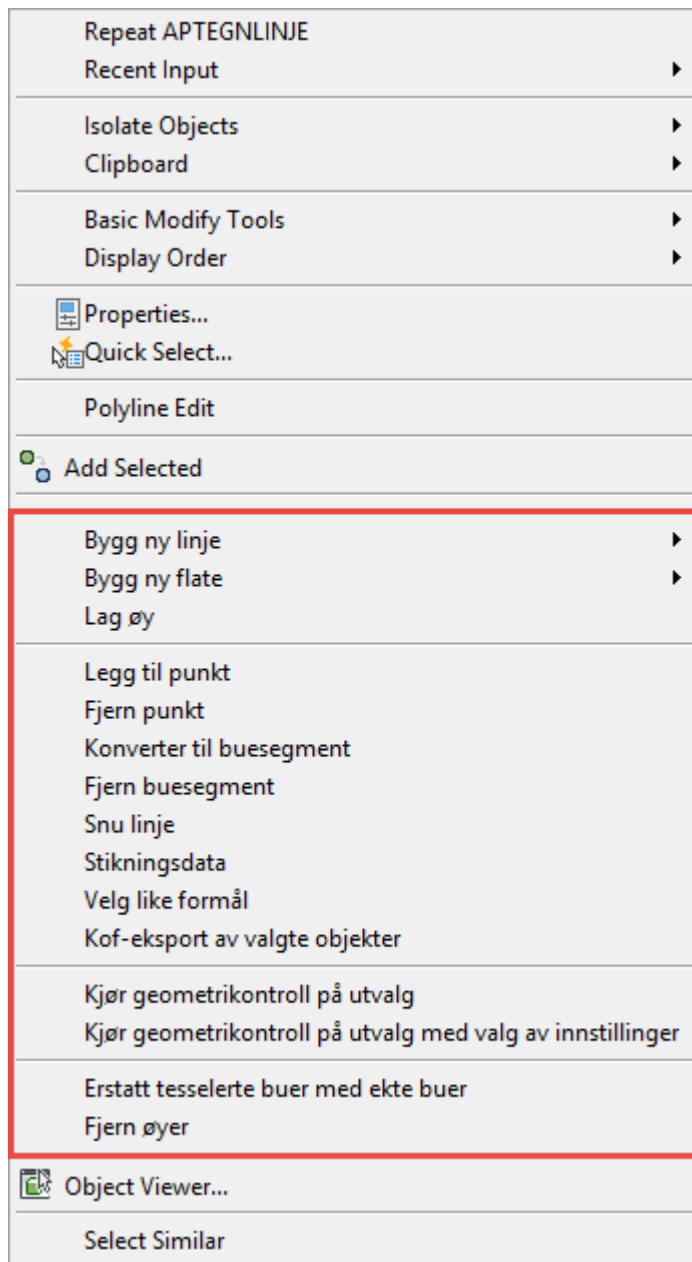 Repeat APTEGNLINJE
Recent Input
Isolate Objects
Clipboard
Basic Modify Tools
Display Order
Properties...
Quick Select...
Polyline Edit
Add Selected
Bygg ny linje
Bygg ny flate
Lag øy
Legg til punkt
Fjern punkt
Konverter til buesegment
Fjern buesegment
Snu linje
Stikningsdata
Velg like formål
Kof-eksport av valgte objekter
Kjør geometrikontroll på utvalg
Kjør geometrikontroll på utvalg med valg av innstillinger
Erstatt tesselerte buer med ekte buer
Fjern øyer
Object Viewer...
Select Similar